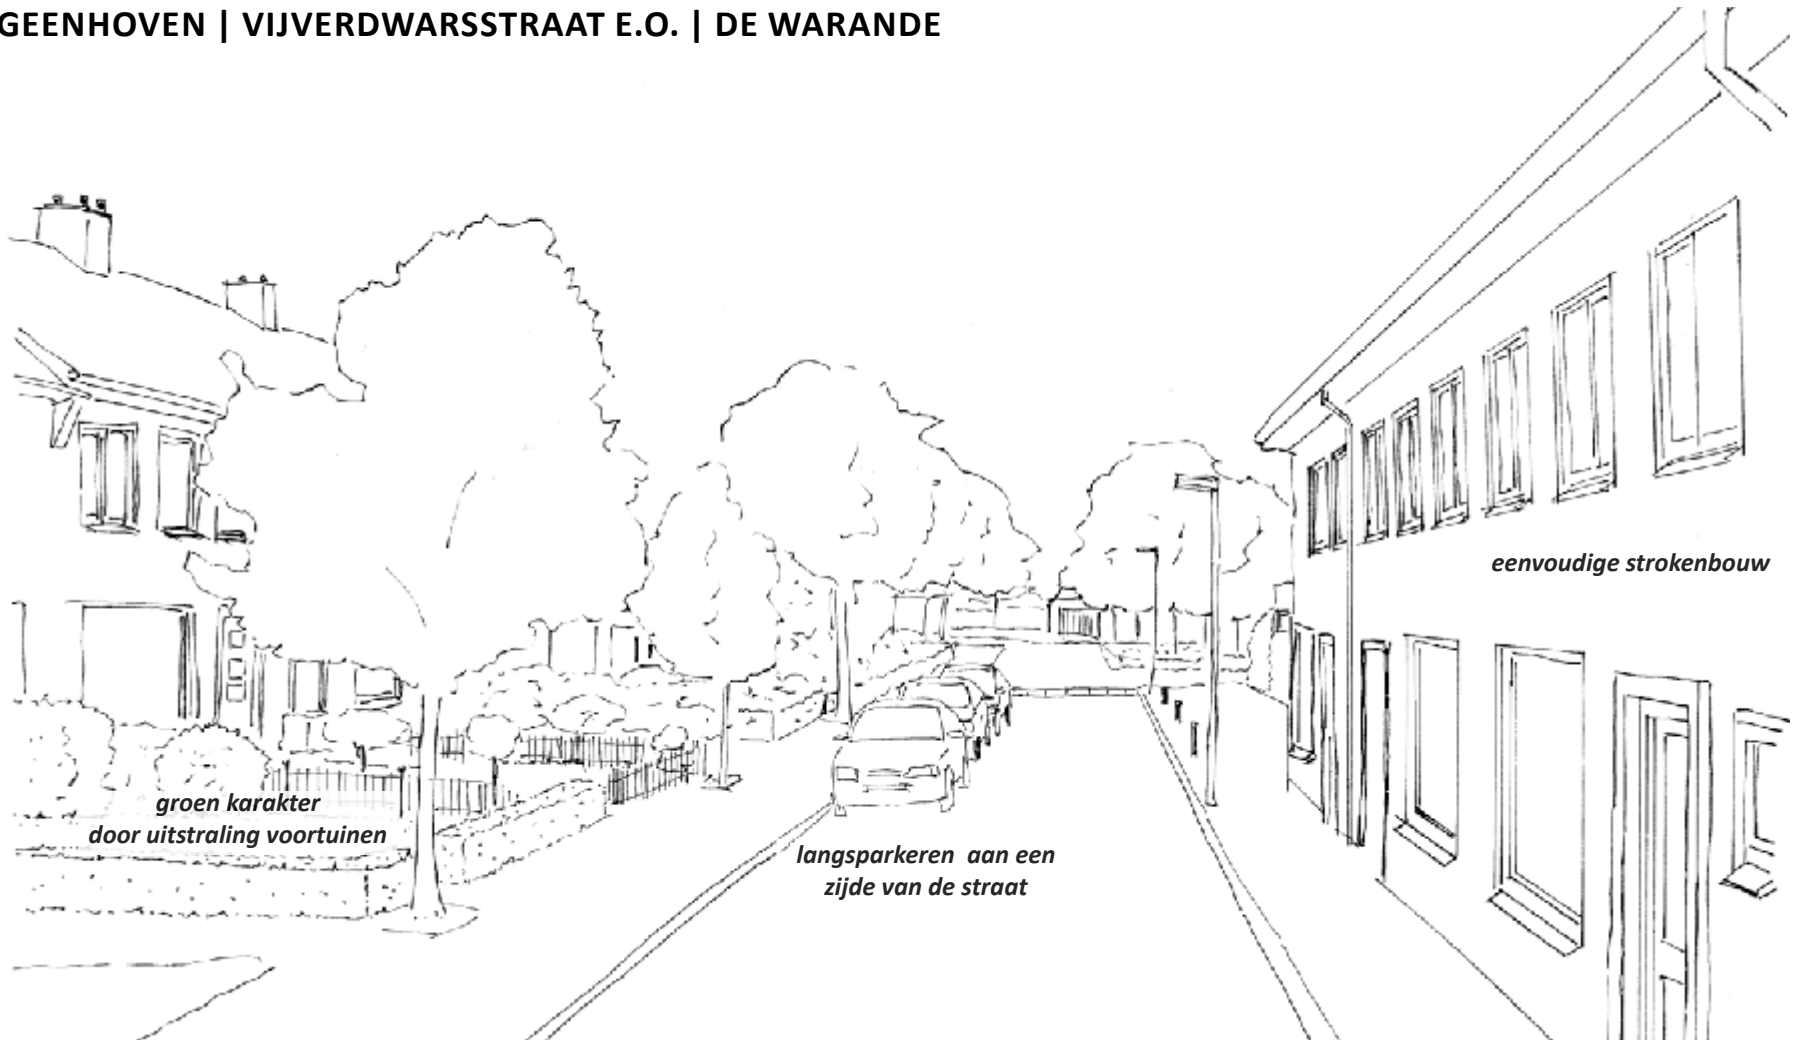 GEENHOVEN | VIJVERDWARSSTRAAT E.O. | DE WARANDE
eenvoudige strokenbouw
groen karakter
door uitstraling voortuinen
langsparkeren aan een
zijde van de straat